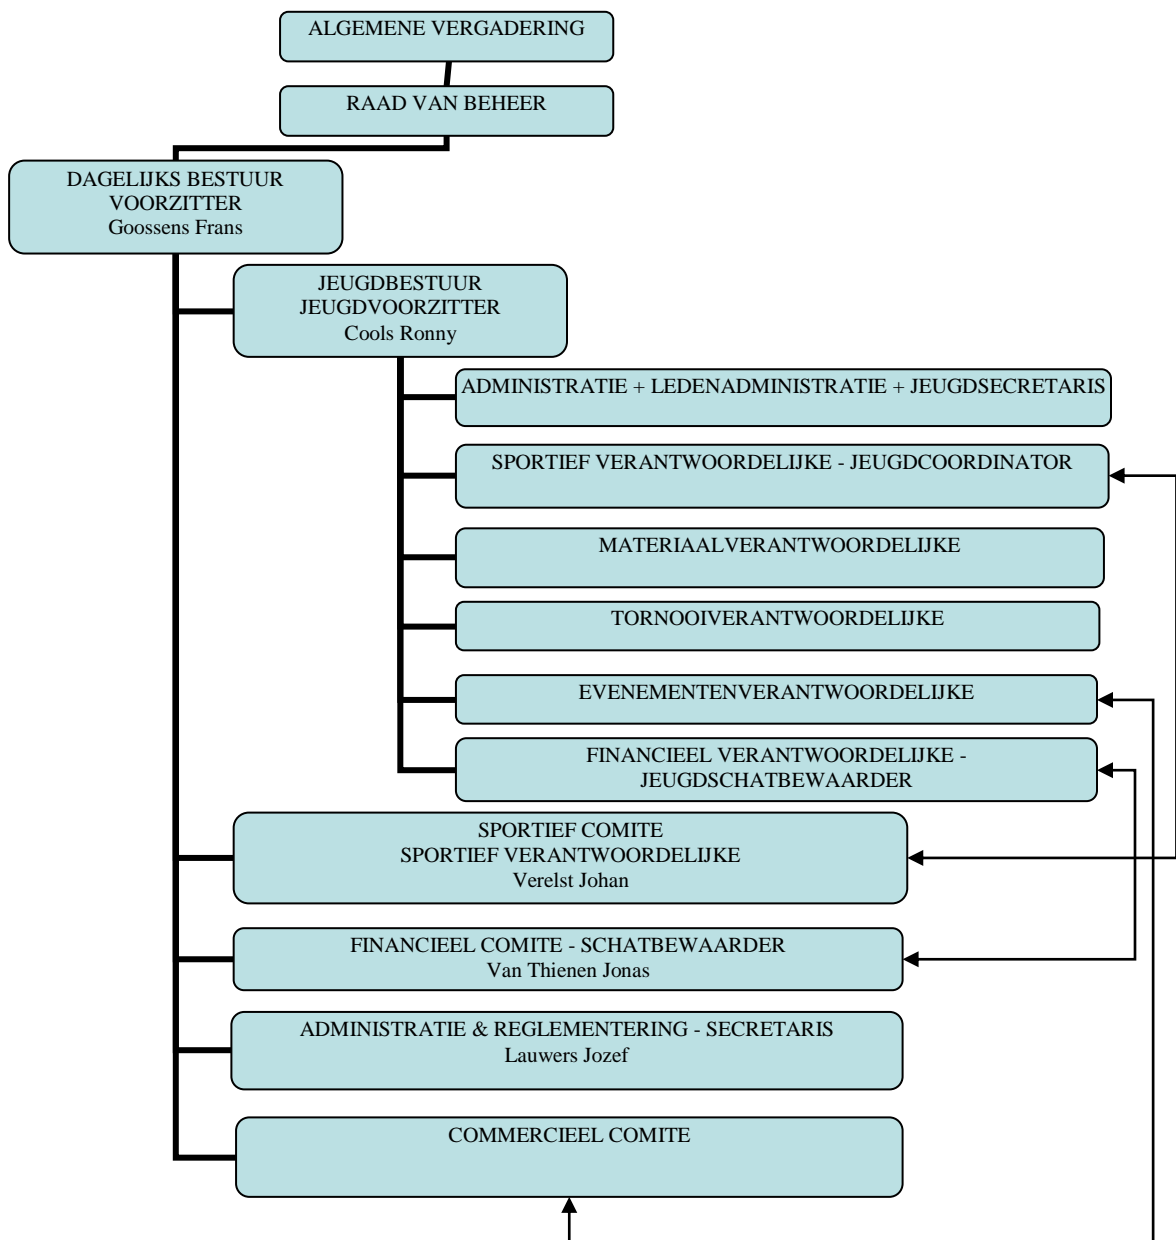 ALGEMENE VERGADERING
RAAD VAN BEHEER
DAGELIJKS BESTUUR
VOORZITTER
Goossens Frans
JEUGDBESTUUR
JEUGDVOORZITTER
Cools Ronny
ADMINISTRATIE + LEDENADMINISTRATIE + JEUGDSECRETARIS
SPORTIEF VERANTWOORDELIJKE - JEUGDCOORDINATOR
MATERIAALVERANTWOORDELIJKE
TORNOOIVERANTWOORDELIJKE
EVENEMENTENVERANTWOORDELIJKE
FINANCIEEL VERANTWOORDELIJKE -
JEUGDSCHATBEWAARDER
SPORTIEF COMITE
SPORTIEF VERANTWOORDELIJKE
Verelst Johan
FINANCIEEL COMITE - SCHATBEWAARDER
Van Thienen Jonas
ADMINISTRATIE & REGLEMENTERING - SECRETARIS
Lauwers Jozef
COMMERCIEEL COMITE